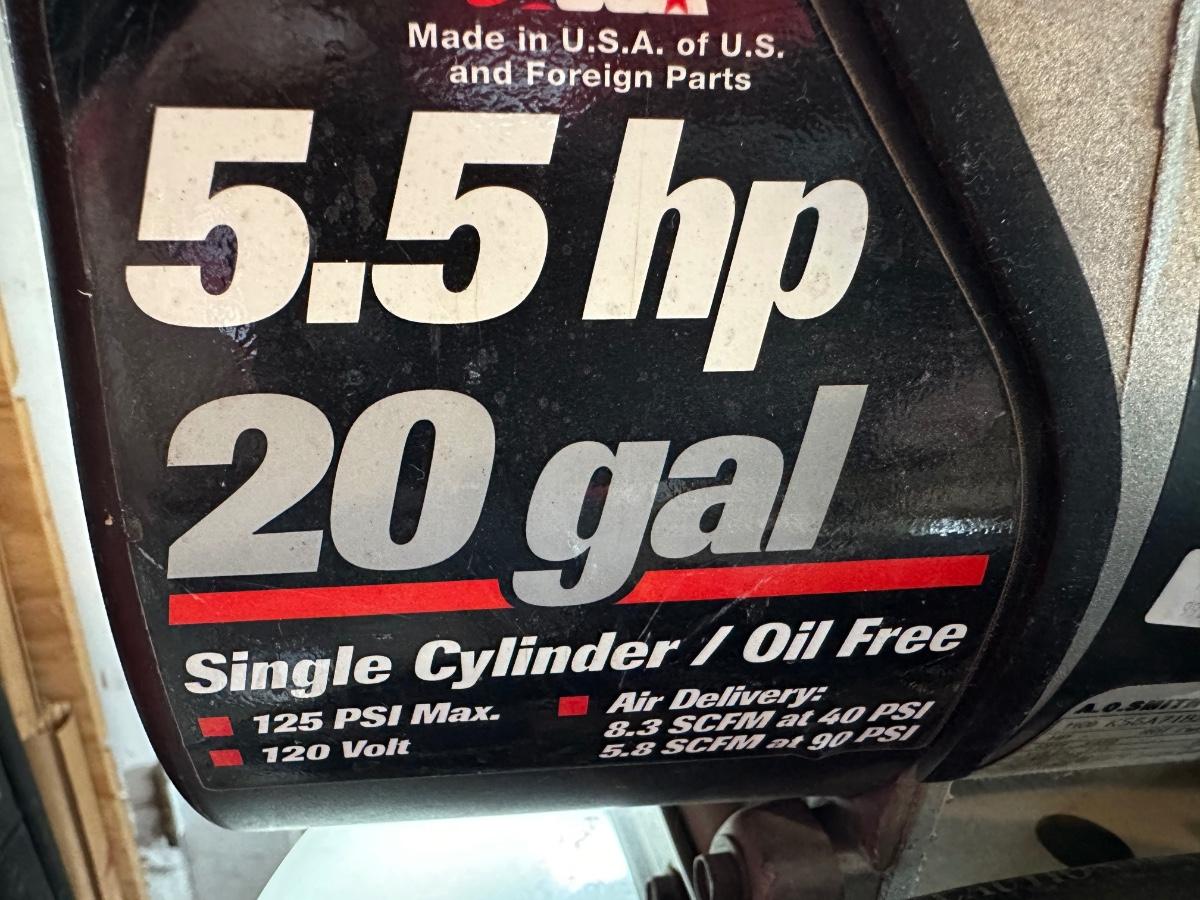 Made in U.S.A. of U.S.
and Foreign Parts
5.5 hp
20 gal
Single Cylinder / Oil Free
125 PSI Max.
120 Volt
Air Delivery:
8.3 SCFM at 40 PSI
5.8 SCFM at 90 PSI
A.O.SMITH